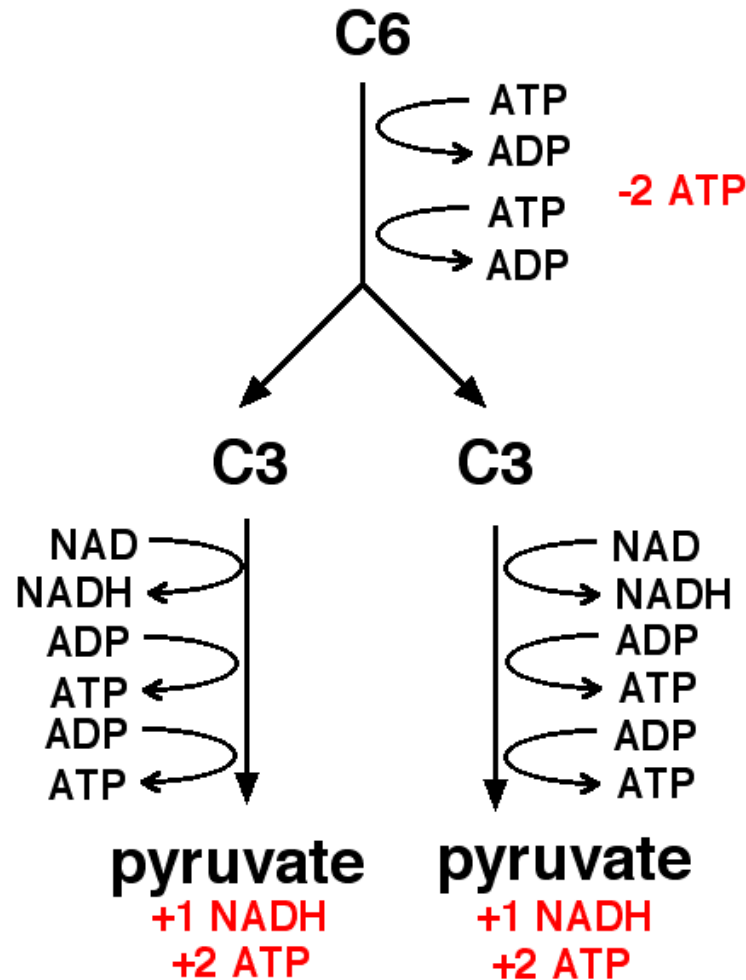 C6
ATP
ADP
-2 ATP
ATP
ADP
C3
C3
NAD
NADH
ADP
ATP
ADP
ATP
NAD
NADH
ADP
ATP
ADP
ATP
pyruvate
+1 NADH
+2 ATP
pyruvate
+1 NADH
+2 ATP